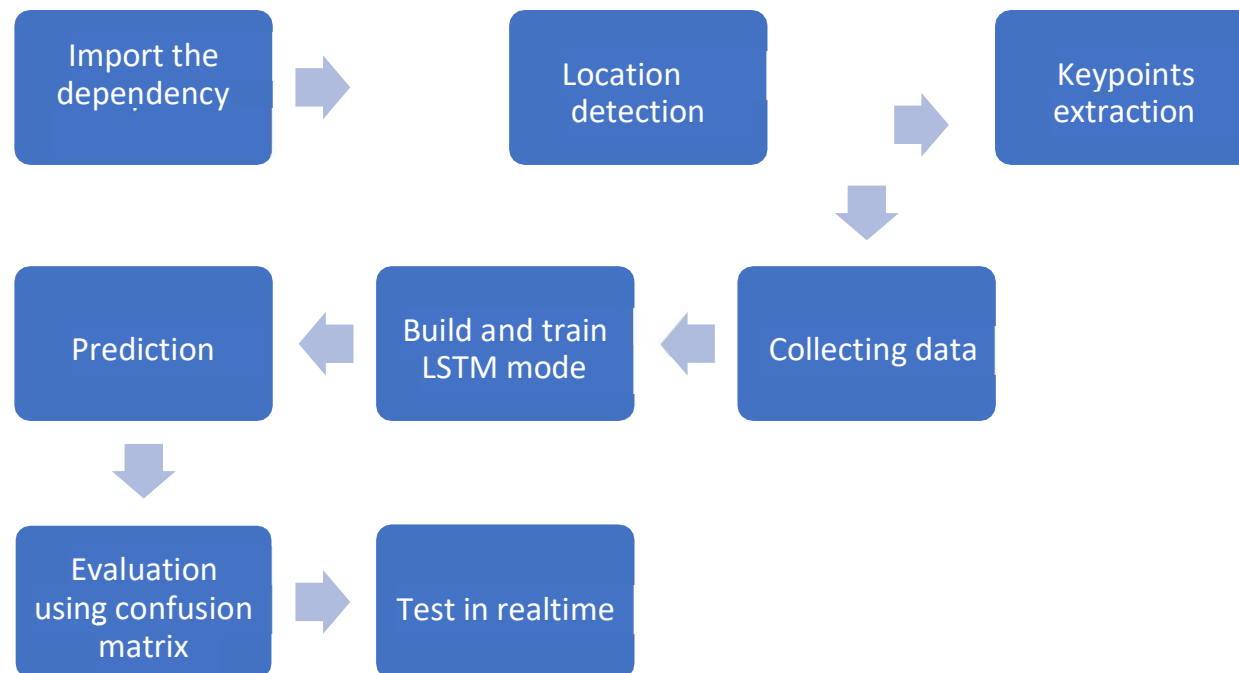 Import the
dependency
Location
detection
Keypoints
extraction
Prediction
Build and train
LSTM mode
Collecting data
Evaluation
using confusion
matrix
Test in realtime